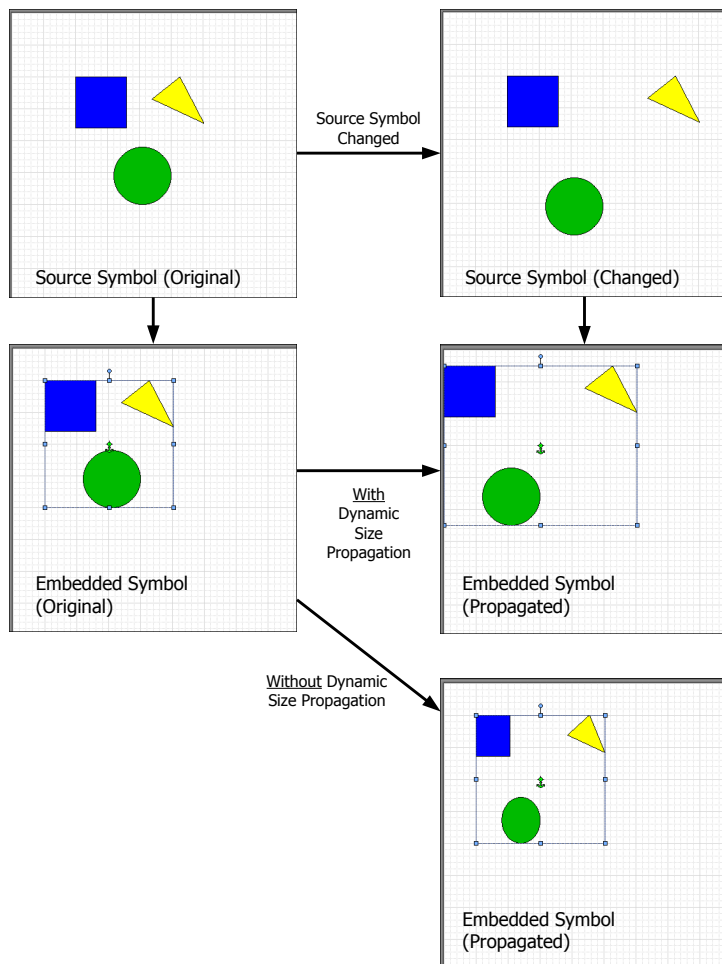 Source Symbol
Changed
Source Symbol (Original)
Source Symbol (Changed)
With
Dynamic
Size
Propagation
Embedded Symbol
(Original)
Embedded Symbol
(Propagated)
Without Dynamic
Size Propagation
Embedded Symbol
(Propagated)